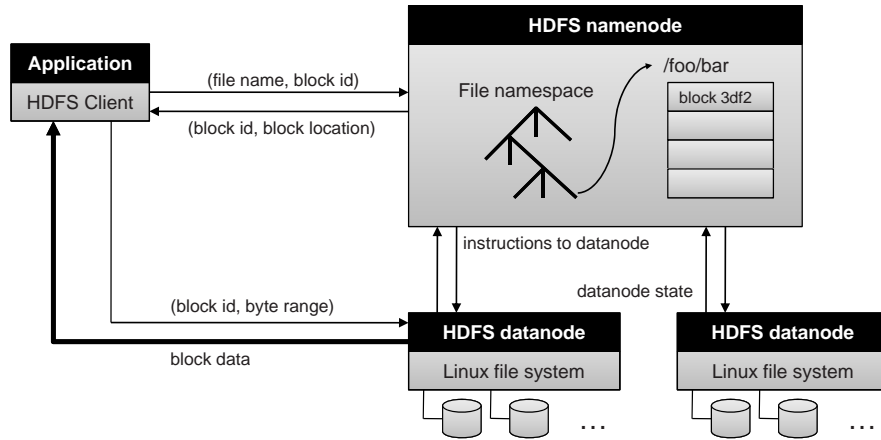 HDFS namenode
Application
HDFS Client
(file name, block id)
(block id, block location)
File namespace
/foo/bar
block 3df2
instructions to datanode
datanode state
(block id, byte range)
block data
HDFS datanode
Linux file system
...
HDFS datanode
Linux file system
...